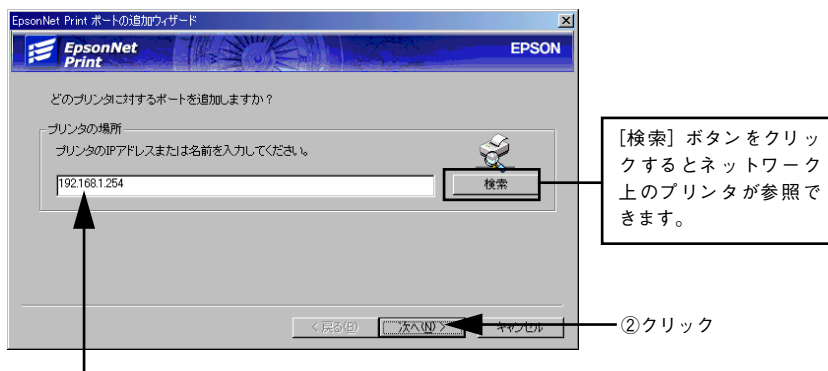 EpsonNet Print ポートの追加ウィザード
EpsonNet
Print
EPSON
どのプリンタに対するポートを追加しますか?
プリンタの場所
プリンタのIPアドレスまたは名前を入力してください。
192.168.1.254
検索
[検索] ボタンをクリッ
クするとネットワーク
上のプリンタが参照で
きます。
< 戻る(B)
次へ(N) >
キャンセル
②クリック